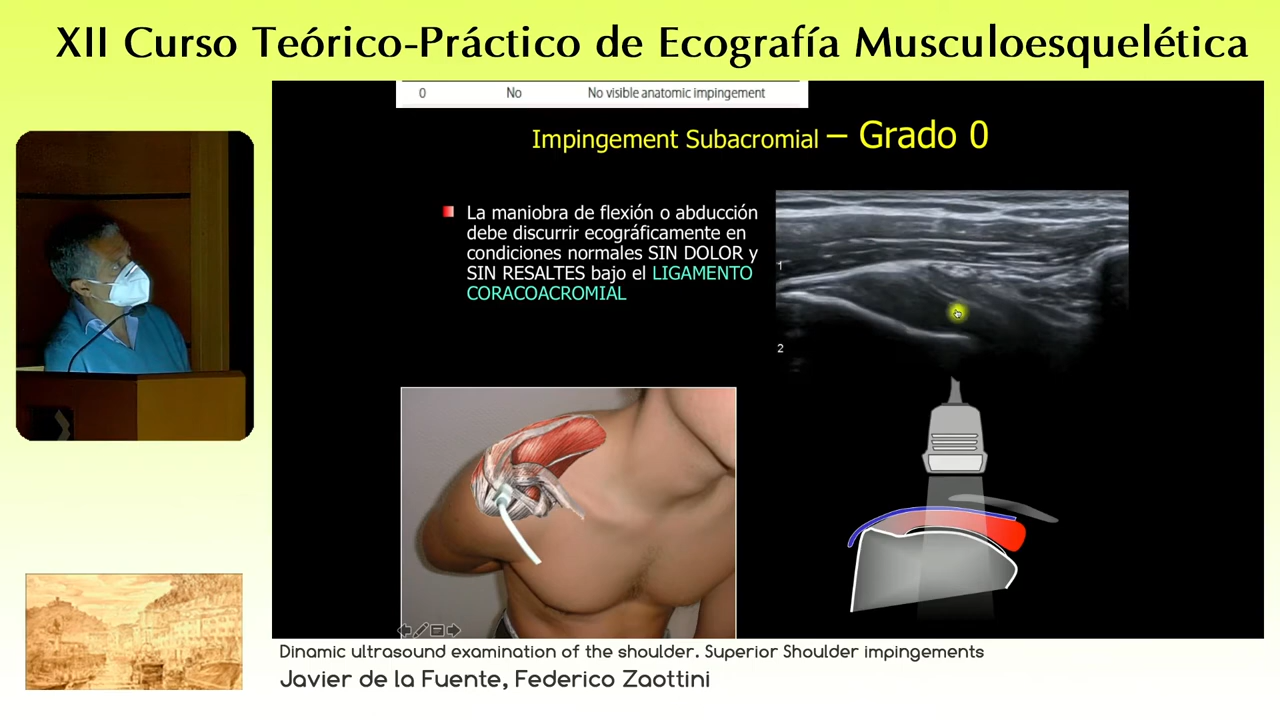 XII Curso Teórico-Práctico de Ecografía Musculoesquelética
0 No No visible anatomic impingement
Impingement Subacromial – Grado 0
La maniobra de flexión o abducción
debe discurrir ecográficamente en
condiciones normales SIN DOLOR y
SIN RESALTES bajo el LIGAMENTO
CORACOACROMIAL
1
2
Dinamic ultrasound examination of the shoulder. Superior Shoulder impingements
Javier de la Fuente, Federico Zaottini